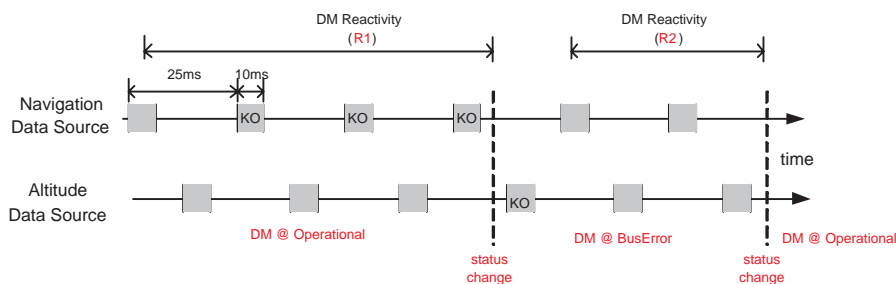 DM Reactivity
(R1)
DM Reactivity
(R2)
25ms
10ms
Navigation
Data Source
KO
KO
KO
time
Altitude
Data Source
KO
DM @ Operational
DM @ BusError
DM @ Operational
status
change
status
change